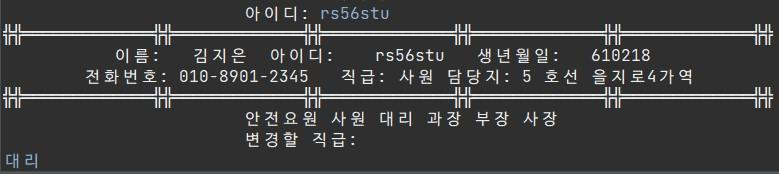 아이디: rs56stu
이름: 김지은 아이디: rs56stu 생년월일: 610218
전화번호: 010-8901-2345 직급: 사원 담당지: 5 호선 을지로4가역
안전요원 사원 대리 과장 부장 사장
변경할 직급:
대리